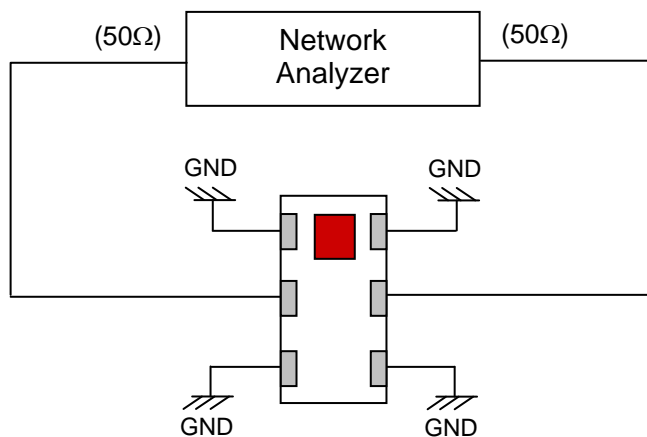 (50Ω)
Network
Analyzer
(50Ω)
GND
GND
GND
GND